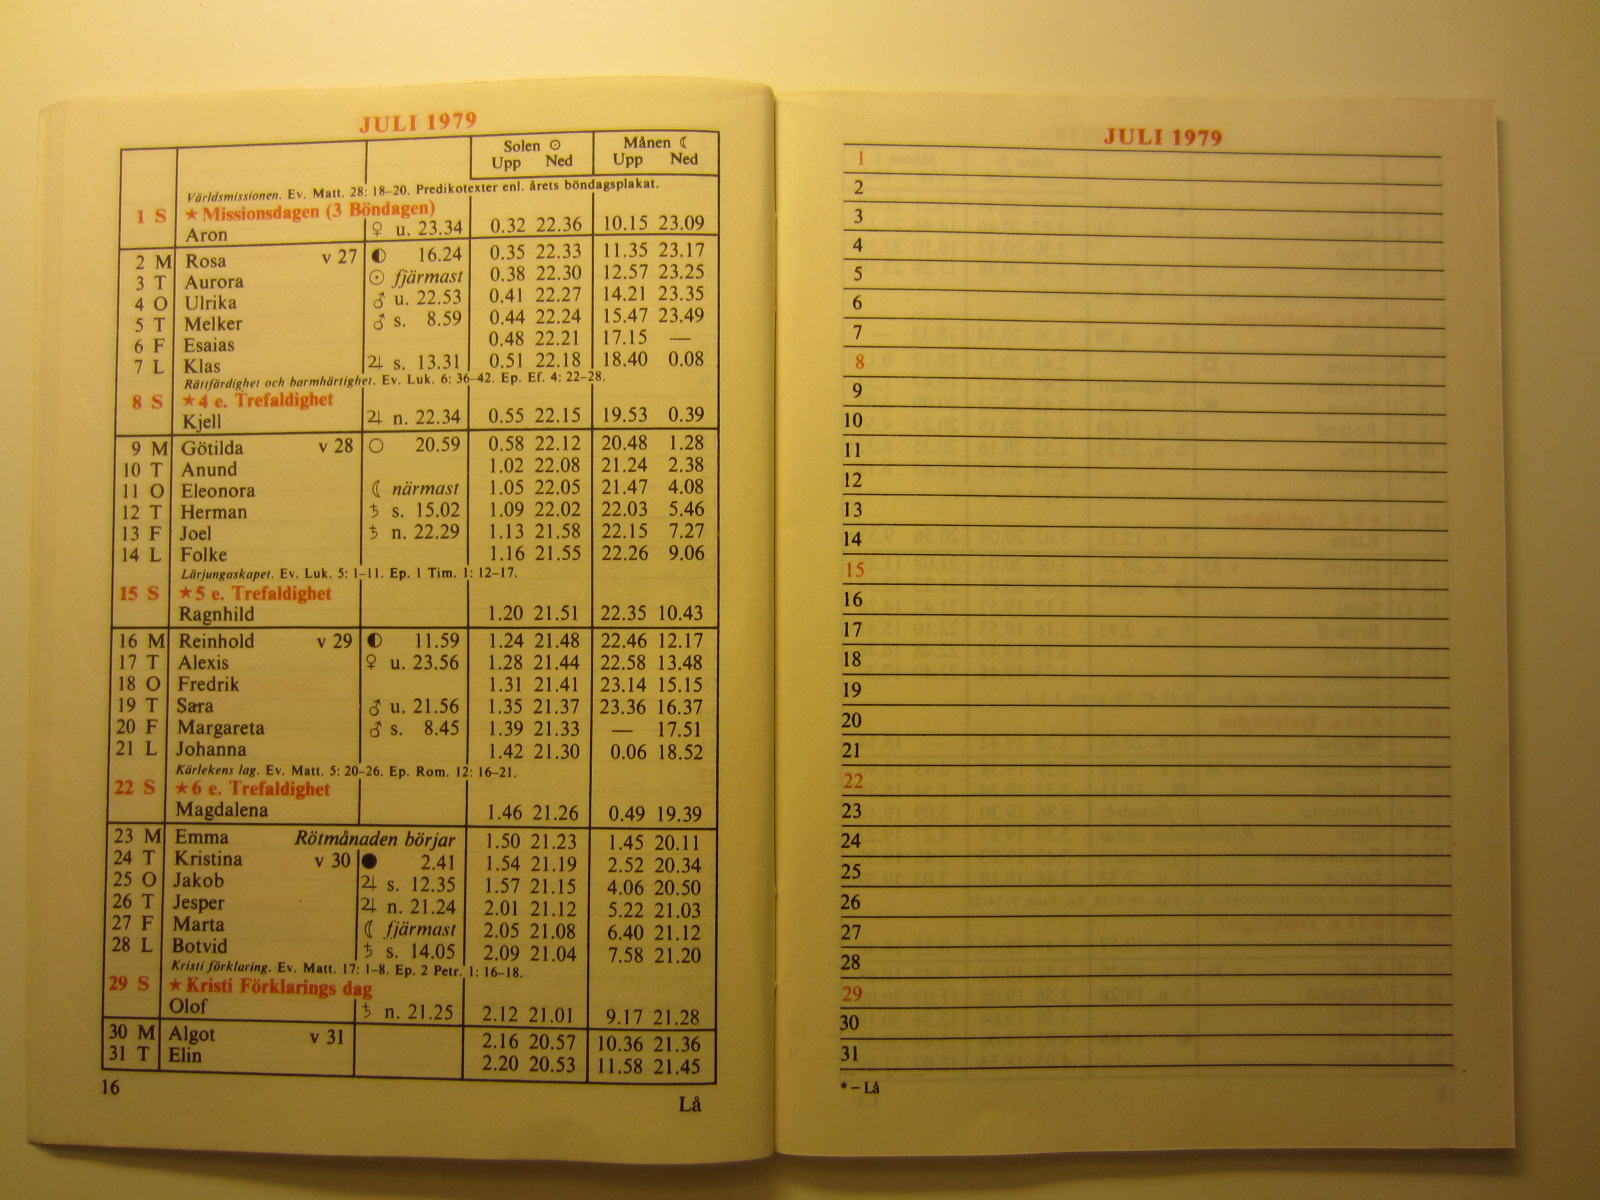 JULI 1979
Solen ☉ Månen ☾
Upp Ned Upp Ned
Världsmissionen. Ev. Matt. 28: 18–20. Predikotexter enl. årets böndagsplakat.
1 S ★ Missionsdagen (3 Böndagen)
Aron ♀ u. 23.34 0.32 22.36 10.15 23.09
2 M Rosa v 27 ◐ 16.24 0.35 22.33 11.35 23.17
3 T Aurora ☉ fjärmast 0.38 22.30 12.57 23.25
4 O Ulrika ♂ u. 22.53 0.41 22.27 14.21 23.35
5 T Melker ♂ s. 8.59 0.44 22.24 15.47 23.49
6 F Esaias 0.48 22.21 17.15 —
7 L Klas ♃ s. 13.31 0.51 22.18 18.40 0.08
Rättfärdighet och barmhärtighet. Ev. Luk. 6: 36–42. Ep. Ef. 4: 22–28.
8 S ★ 4 e. Trefaldighet
Kjell ♃ n. 22.34 0.55 22.15 19.53 0.39
9 M Götilda v 28 ○ 20.59 0.58 22.12 20.48 1.28
10 T Anund 1.02 22.08 21.24 2.38
11 O Eleonora ☾ närmast 1.05 22.05 21.47 4.08
12 T Herman ♄ s. 15.02 1.09 22.02 22.03 5.46
13 F Joel ♄ n. 22.29 1.13 21.58 22.15 7.27
14 L Folke 1.16 21.55 22.26 9.06
Lärjungaskapet. Ev. Luk. 5: 1–11. Ep. 1 Tim. 1: 12–17.
15 S ★ 5 e. Trefaldighet
Ragnhild 1.20 21.51 22.35 10.43
16 M Reinhold v 29 ◐ 11.59 1.24 21.48 22.46 12.17
17 T Alexis ♀ u. 23.56 1.28 21.44 22.58 13.48
18 O Fredrik 1.31 21.41 23.14 15.15
19 T Sara ♂ u. 21.56 1.35 21.37 23.36 16.37
20 F Margareta ♂ s. 8.45 1.39 21.33 — 17.51
21 L Johanna 1.42 21.30 0.06 18.52
Kärlekens lag. Ev. Matt. 5: 20–26. Ep. Rom. 12: 16–21.
22 S ★ 6 e. Trefaldighet
Magdalena 1.46 21.26 0.49 19.39
23 M Emma Rötmånaden börjar 1.50 21.23 1.45 20.11
24 T Kristina v 30 ● 2.41 1.54 21.19 2.52 20.34
25 O Jakob ♃ s. 12.35 1.57 21.15 4.06 20.50
26 T Jesper ♃ n. 21.24 2.01 21.12 5.22 21.03
27 F Marta ☾ fjärmast 2.05 21.08 6.40 21.12
28 L Botvid ♄ s. 14.05 2.09 21.04 7.58 21.20
Kristi förklaring. Ev. Matt. 17: 1–8. Ep. 2 Petr. 1: 16–18.
29 S ★ Kristi Förklarings dag
Olof ♄ n. 21.25 2.12 21.01 9.17 21.28
30 M Algot v 31 2.16 20.57 10.36 21.36
31 T Elin 2.20 20.53 11.58 21.45
16
Lå
JULI 1979
1
2
3
4
5
6
7
8
9
10
11
12
13
14
15
16
17
18
19
20
21
22
23
24
25
26
27
28
29
30
31
* – Lå